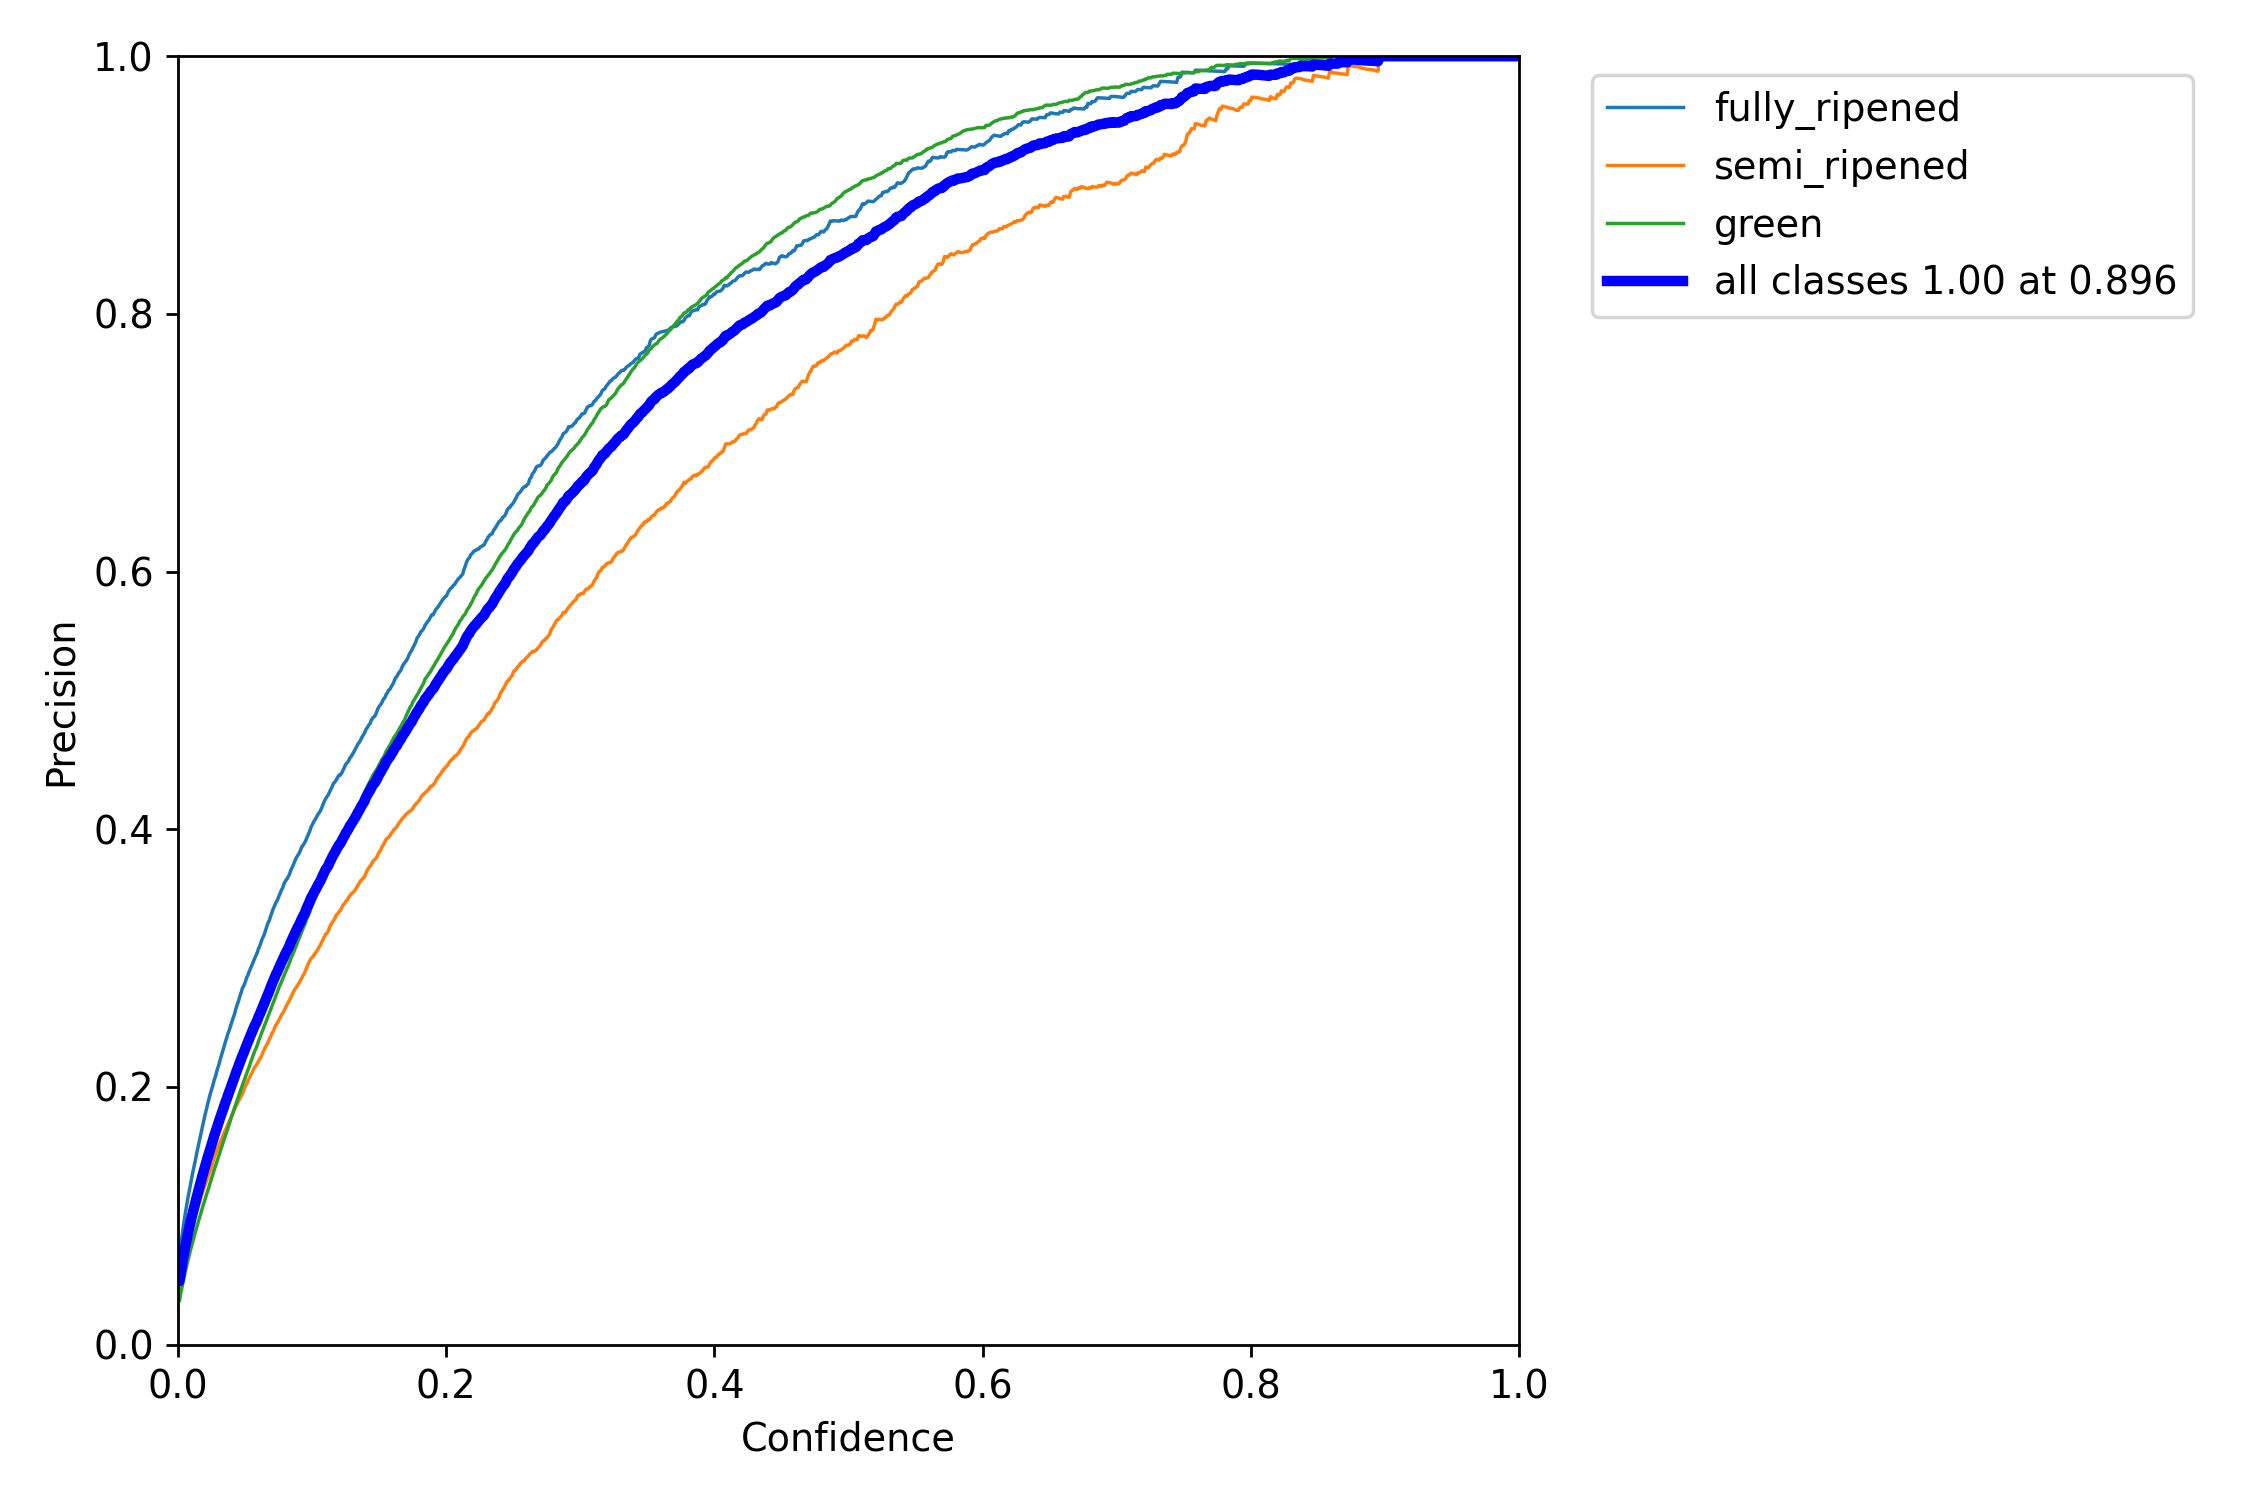 1.0
0.8
0.6
0.4
0.2
0.0
Precision
0.0 0.2 0.4 0.6 0.8 1.0
Confidence
fully_ripened
semi_ripened
green
all classes 1.00 at 0.896